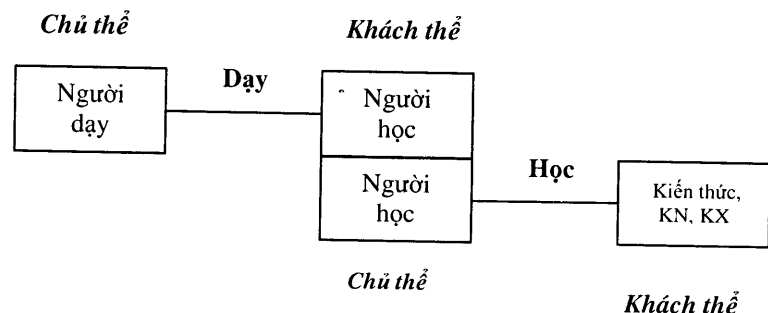 Chủ thể
Khách thể
Dạy
Người
dạy
Người
học
Người
học
Học
Kiến thức,
KN, KX
Chủ thể
Khách thể